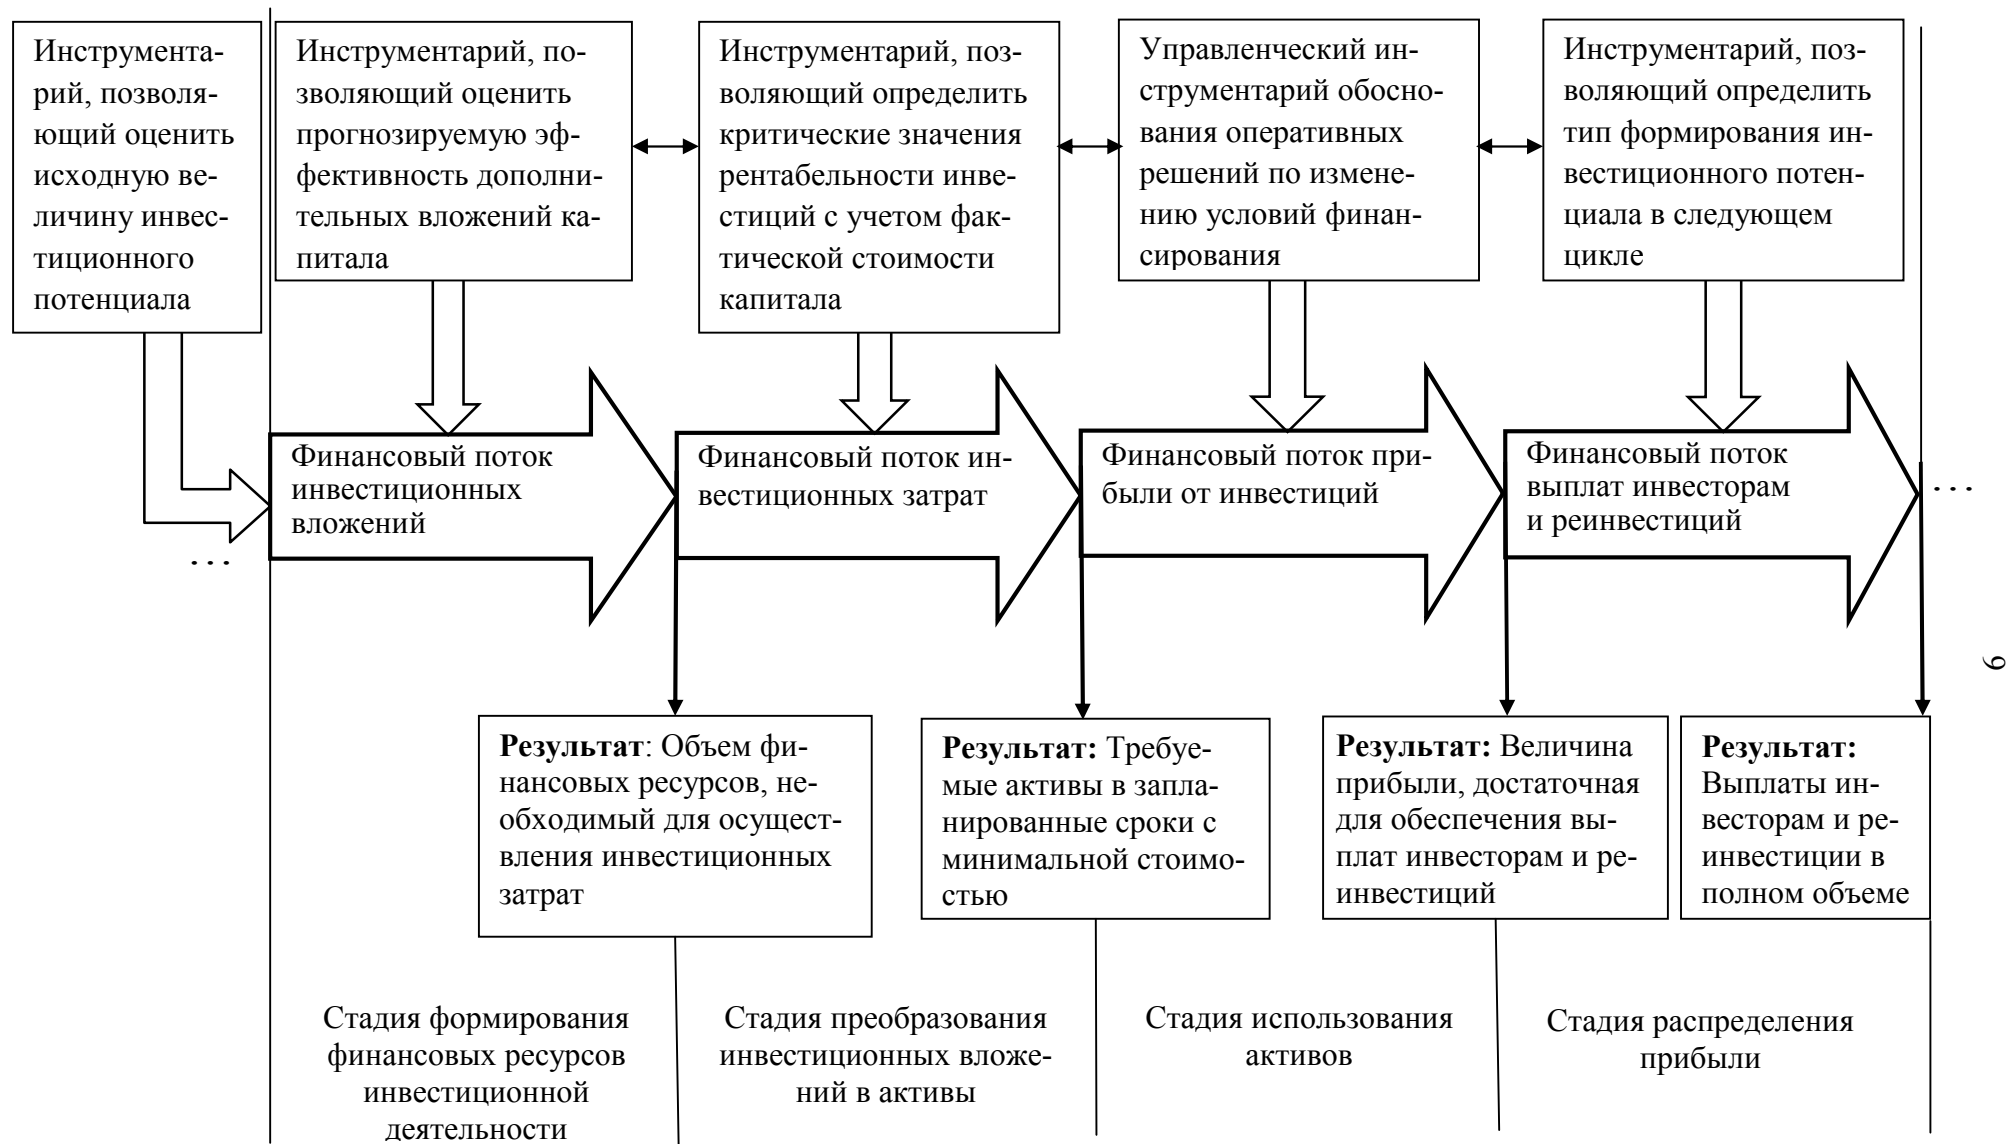 Инструмента-
рий, позволя-
ющий оценить
исходную ве-
личину инвес-
тиционного
потенциала
Инструментарий, по-
зволяющий оценить
прогнозируемую эф-
фективность дополни-
тельных вложений ка-
питала
Инструментарий, поз-
воляющий определить
критические значения
рентабельности инве-
стиций с учетом фак-
тической стоимости
капитала
Управленческий ин-
струментарий обосно-
вания оперативных
решений по измене-
нию условий финан-
сирования
Инструментарий, поз-
воляющий определить
тип формирования ин-
вестиционного потен-
циала в следующем
цикле
Финансовый поток
инвестиционных
вложений
Финансовый поток ин-
вестиционных затрат
Финансовый поток при-
были от инвестиций
Финансовый поток
выплат инвесторам
и реинвестиций
...
...
9
Результат: Объем фи-
нансовых ресурсов, не-
обходимый для осущест-
вления инвестиционных
затрат
Результат: Требуе-
мые активы в запла-
нированные сроки с
минимальной стоимо-
стью
Результат: Величина
прибыли, достаточная
для обеспечения вы-
плат инвесторам и ре-
инвестиций
Результат:
Выплаты ин-
весторам и ре-
инвестиции в
полном объеме
Стадия формирования
финансовых ресурсов
инвестиционной
деятельности
Стадия преобразования
инвестиционных вложе-
ний в активы
Стадия использования
активов
Стадия распределения
прибыли